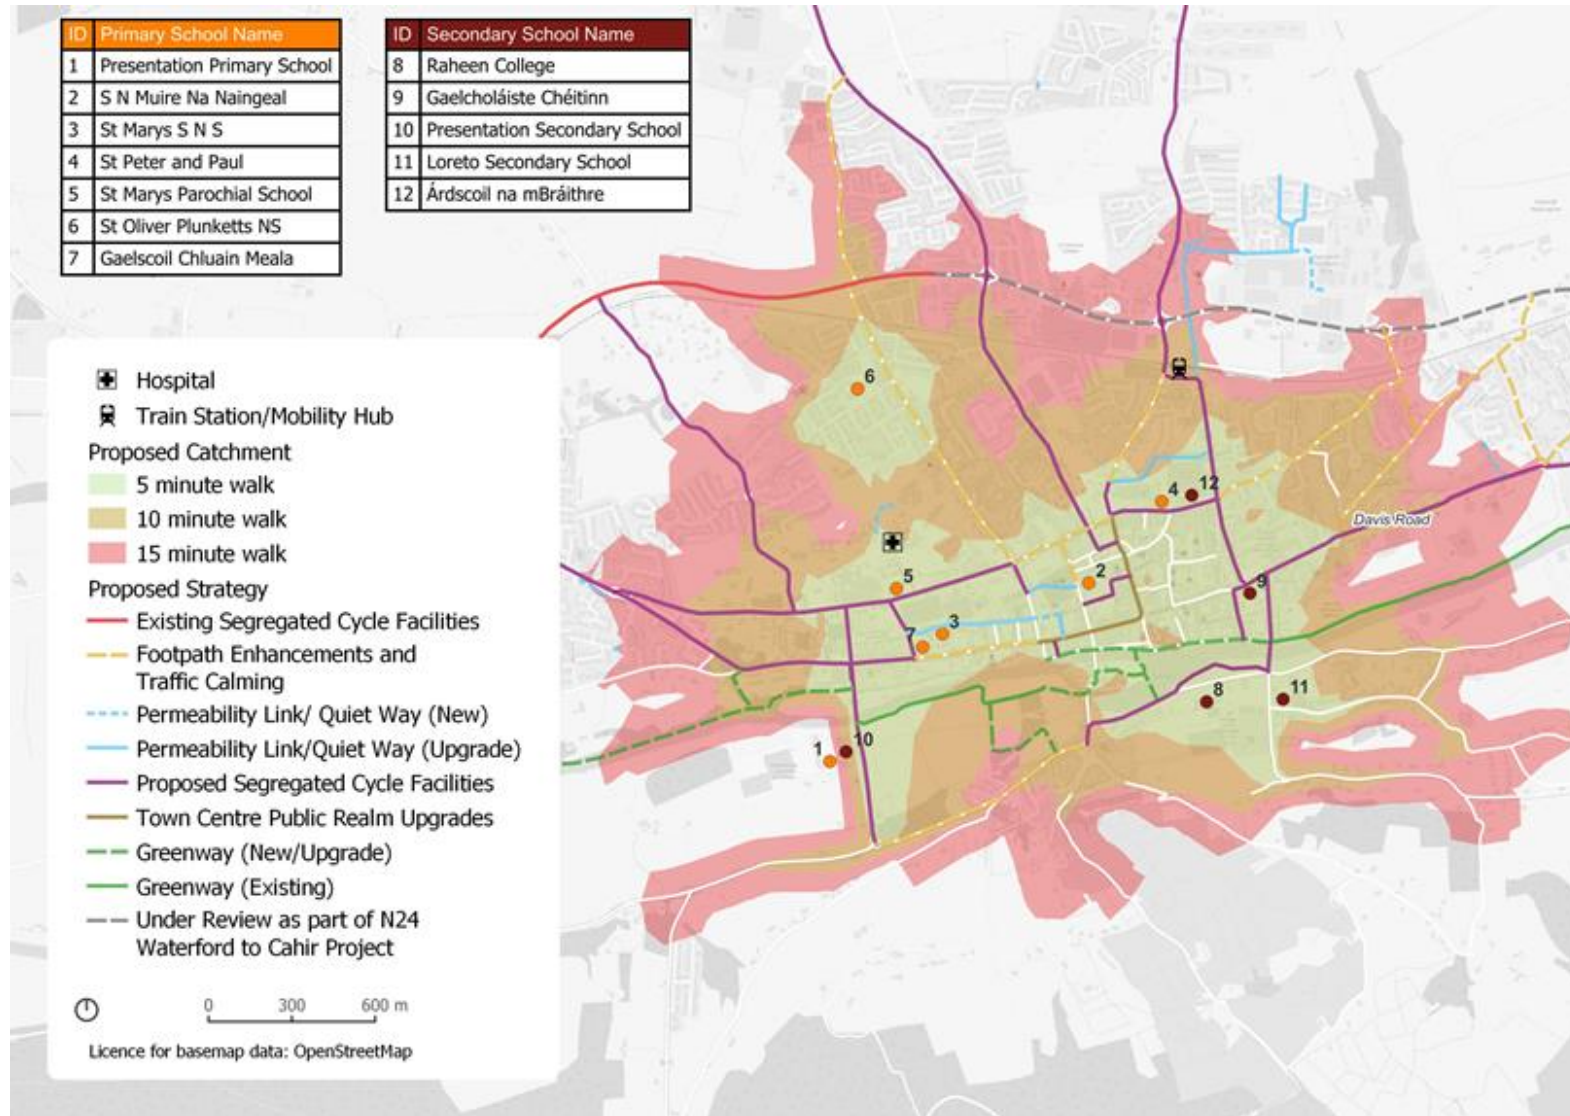 ID Primary School Name
1 Presentation Primary School
2 S N Muire Na Naingeal
3 St Marys S N S
4 St Peter and Paul
5 St Marys Parochial School
6 St Oliver Plunketts NS
7 Gaelscoil Chluain Meala
ID Secondary School Name
8 Raheen College
9 Gaelcholáiste Chéitinn
10 Presentation Secondary School
11 Loreto Secondary School
12 Árdscoil na mBráithre
Hospital
Train Station/Mobility Hub
Proposed Catchment
5 minute walk
10 minute walk
15 minute walk
Proposed Strategy
Existing Segregated Cycle Facilities
Footpath Enhancements and
Traffic Calming
Permeability Link/ Quiet Way (New)
Permeability Link/Quiet Way (Upgrade)
Proposed Segregated Cycle Facilities
Town Centre Public Realm Upgrades
Greenway (New/Upgrade)
Greenway (Existing)
Under Review as part of N24
Waterford to Cahir Project
0 300 600 m
Licence for basemap data: OpenStreetMap
6
12
4
Davis Road
2
9
5
3
7
8
11
10
1